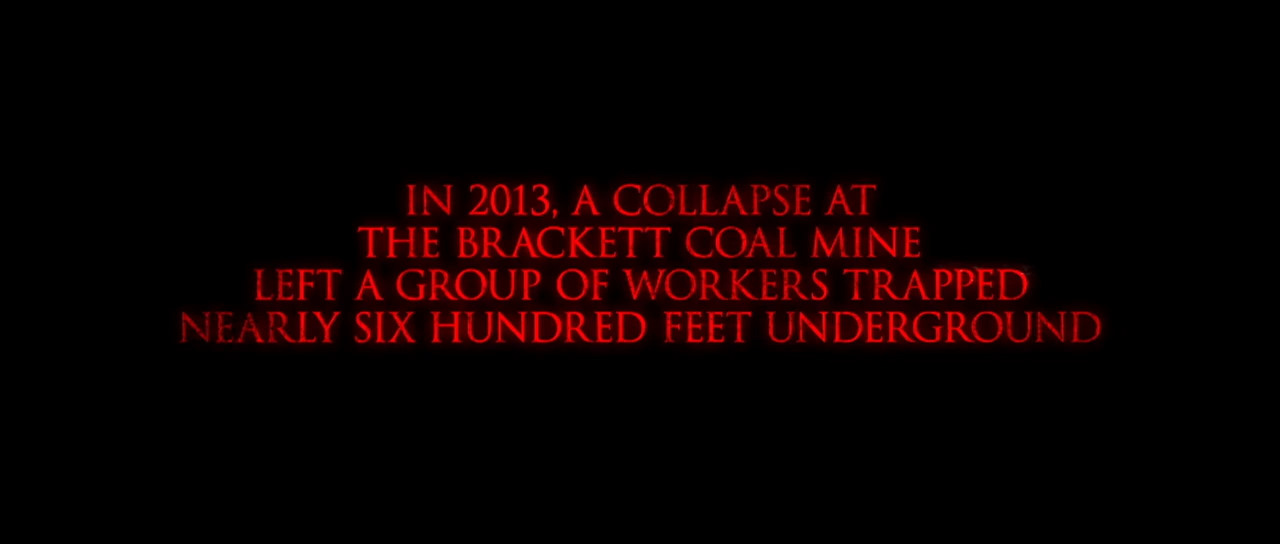 IN 2013, A COLLAPSE AT
THE BRACKETT COAL MINE
LEFT A GROUP OF WORKERS TRAPPED
NEARLY SIX HUNDRED FEET UNDERGROUND